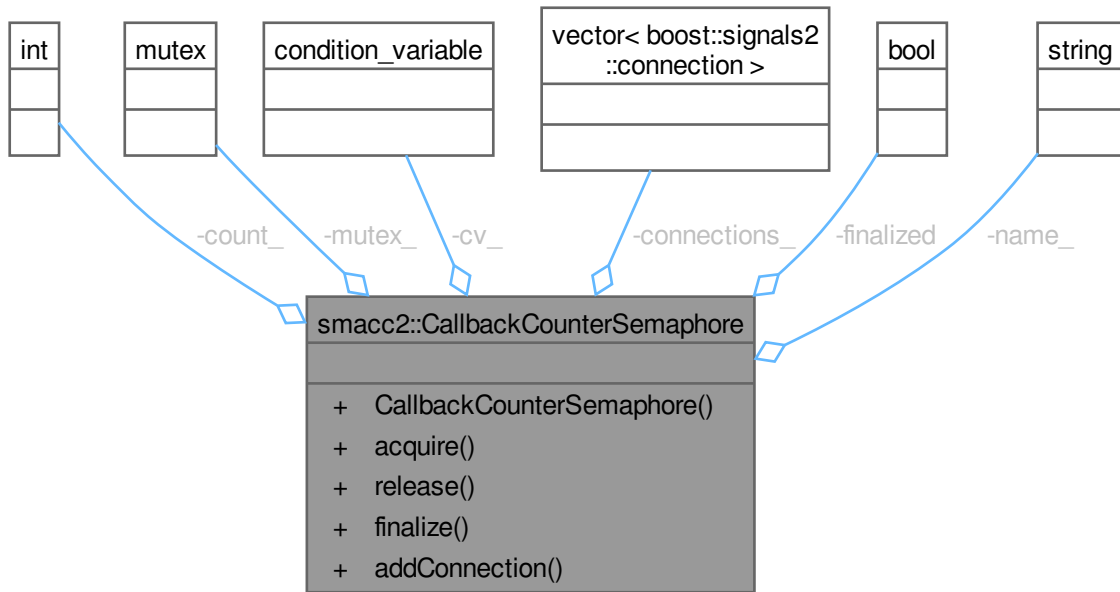 int
mutex
condition_variable
vector< boost::signals2
::connection >
bool
string
-count_
-mutex_
-cv_
-connections_
-finalized
-name_
smacc2::CallbackCounterSemaphore
+ CallbackCounterSemaphore()
+ acquire()
+ release()
+ finalize()
+ addConnection()